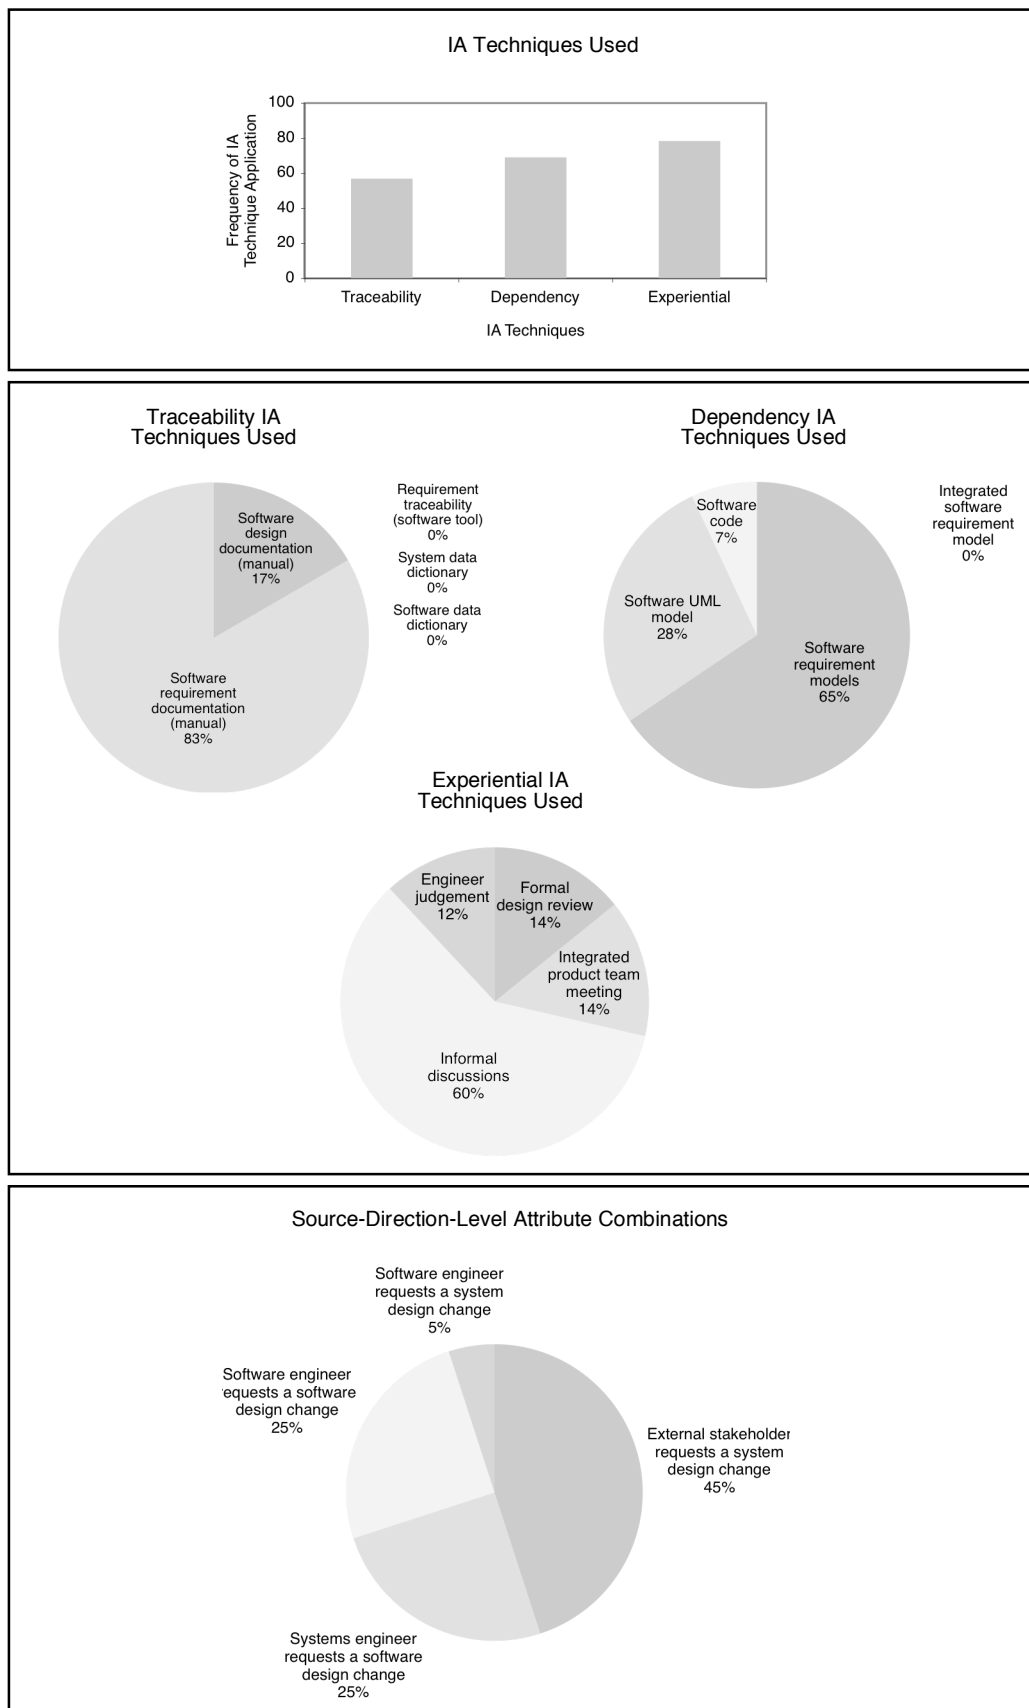 IA Techniques Used
Frequency of IA
Technique Application
100
80
60
40
20
0
Traceability
Dependency
Experiential
IA Techniques
Traceability IA
Techniques Used
Software
design
documentation
(manual)
17%
Software
requirement
documentation
(manual)
83%
Requirement
traceability
(software tool)
0%
System data
dictionary
0%
Software data
dictionary
0%
Dependency IA
Techniques Used
Software
code
7%
Software UML
model
28%
Software
requirement
models
65%
Integrated
software
requirement
model
0%
Experiential IA
Techniques Used
Engineer
judgement
12%
Formal
design review
14%
Integrated
product team
meeting
14%
Informal
discussions
60%
Source-Direction-Level Attribute Combinations
Software engineer
requests a system
design change
5%
Software engineer
requests a software
design change
25%
External stakeholder
requests a system
design change
45%
Systems engineer
requests a software
design change
25%